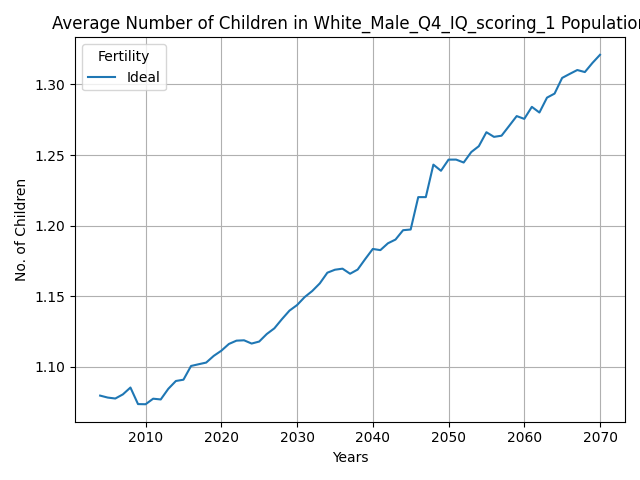 Average Number of Children in White_Male_Q4_IQ_scoring_1 Population
Fertility
Ideal
No. of Children
1.30
1.25
1.20
1.15
1.10
2010 2020 2030 2040 2050 2060 2070
Years